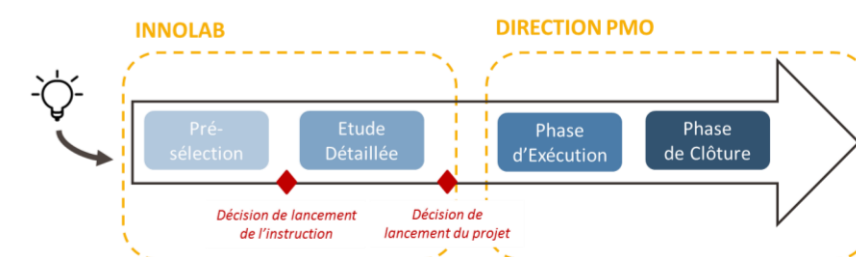 INNOLAB
DIRECTION PMO
Pré-
sélection
Etude
Détaillée
Phase
d'Exécution
Phase
de Clôture
Décision de lancement
de l'instruction
Décision de
lancement du projet